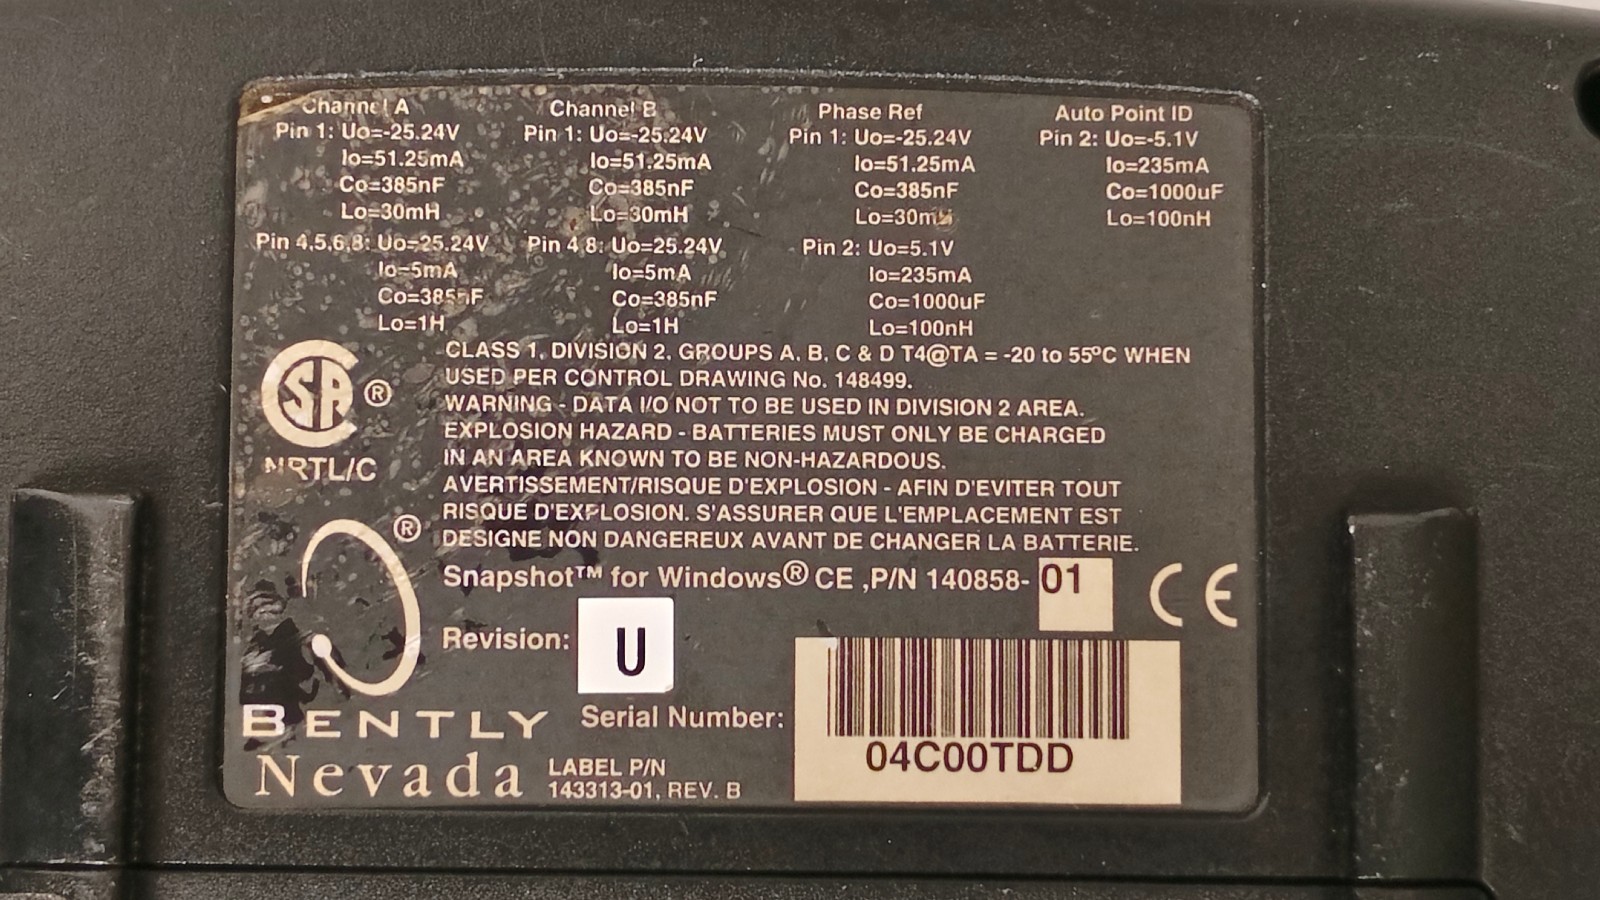 Channel A Channel B Phase Ref Auto Point ID
Pin 1: Uo=-25.24V Pin 1: Uo=-25.24V Pin 1: Uo=-25.24V Pin 2: Uo=-5.1V
Io=51.25mA Io=51.25mA Io=51.25mA Io=235mA
Co=385nF Co=385nF Co=385nF Co=1000uF
Lo=30mH Lo=30mH Lo=30mH Lo=100nH
Pin 4,5,6,8: Uo=25.24V Pin 4 8: Uo=25.24V Pin 2: Uo=5.1V
Io=5mA Io=5mA Io=235mA
Co=385nF Co=385nF Co=1000uF
Lo=1H Lo=1H Lo=100nH
CLASS 1, DIVISION 2, GROUPS A, B, C & D T4@TA = -20 to 55ºC WHEN
USED PER CONTROL DRAWING No. 148499.
WARNING - DATA I/O NOT TO BE USED IN DIVISION 2 AREA.
EXPLOSION HAZARD - BATTERIES MUST ONLY BE CHARGED
IN AN AREA KNOWN TO BE NON-HAZARDOUS.
AVERTISSEMENT/RISQUE D'EXPLOSION - AFIN D'EVITER TOUT
RISQUE D'EXPLOSION. S'ASSURER QUE L'EMPLACEMENT EST
DESIGNE NON DANGEREUX AVANT DE CHANGER LA BATTERIE.
CSA ®
NRTL/C
®
Snapshot™ for Windows® CE ,P/N 140858- 01 CE
Revision: U
BENTLY
Nevada
Serial Number:
04C00TDD
LABEL P/N
143313-01, REV. B